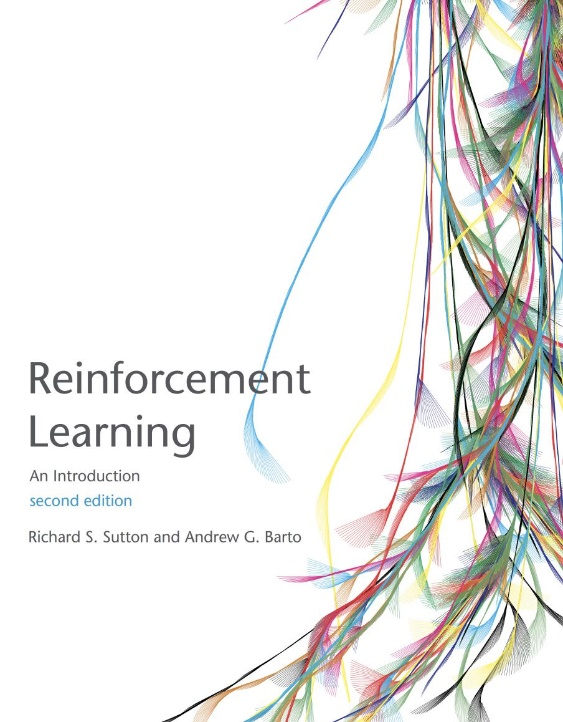 Reinforcement
Learning
An Introduction
second edition
Richard S. Sutton and Andrew G. Barto